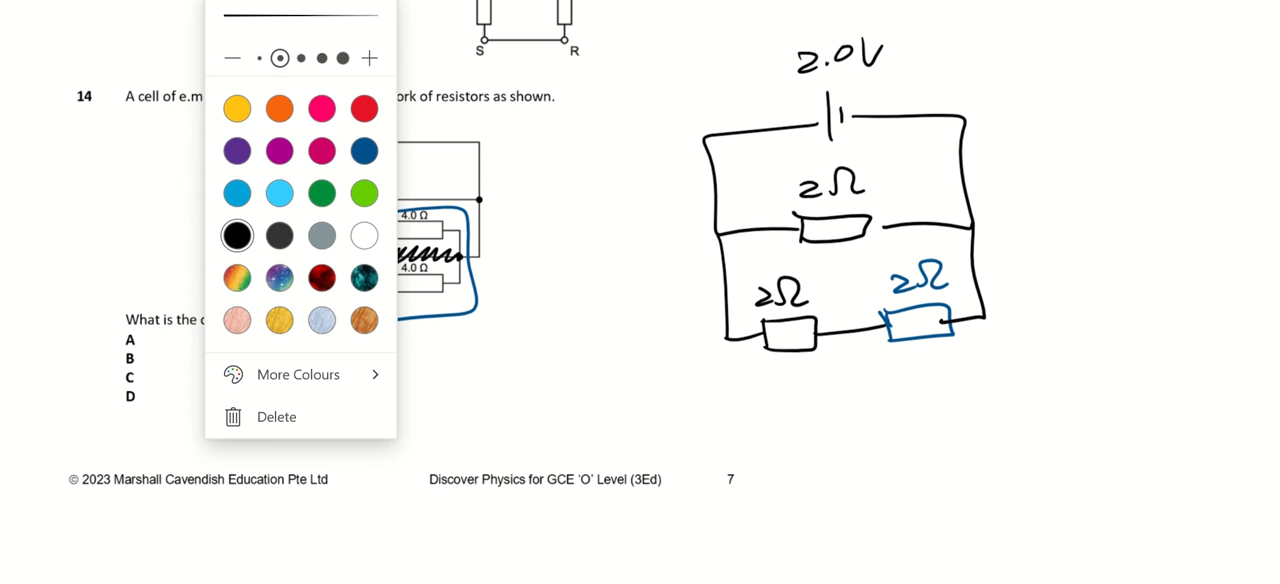 S
R
2.0V
14 A cell of e.m ork of resistors as shown.
2Ω
4.0 Ω
4.0 Ω
2Ω
2Ω
What is the
A
B
C
D
More Colours
Delete
© 2023 Marshall Cavendish Education Pte Ltd Discover Physics for GCE ‘O’ Level (3Ed) 7